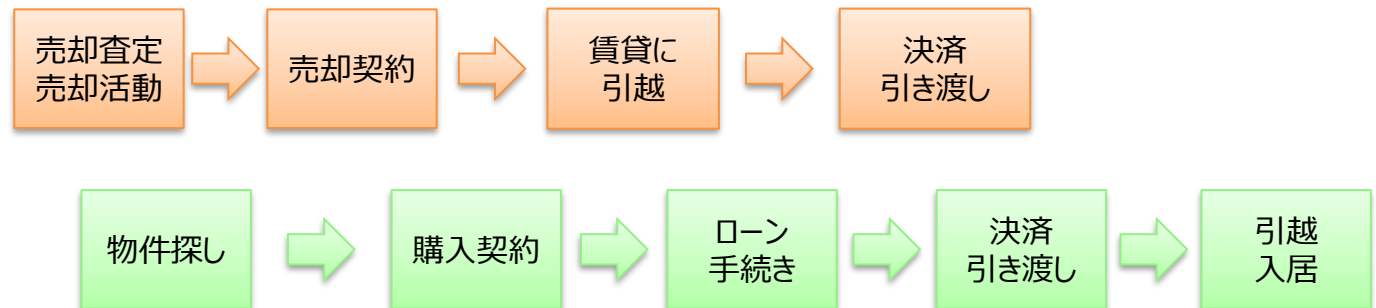 売却査定
売却活動
売却契約
賃貸に
引越
決済
引き渡し
物件探し
購入契約
ローン
手続き
決済
引き渡し
引越
入居